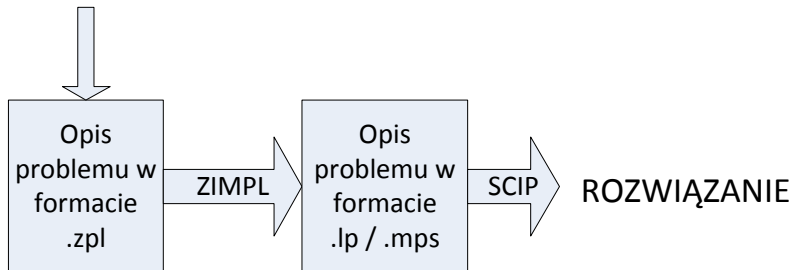 Opis
problemu w
formacie
.zpl
ZIMPL
Opis
problemu w
formacie
.lp / .mps
SCIP
ROZWIĄZANIE